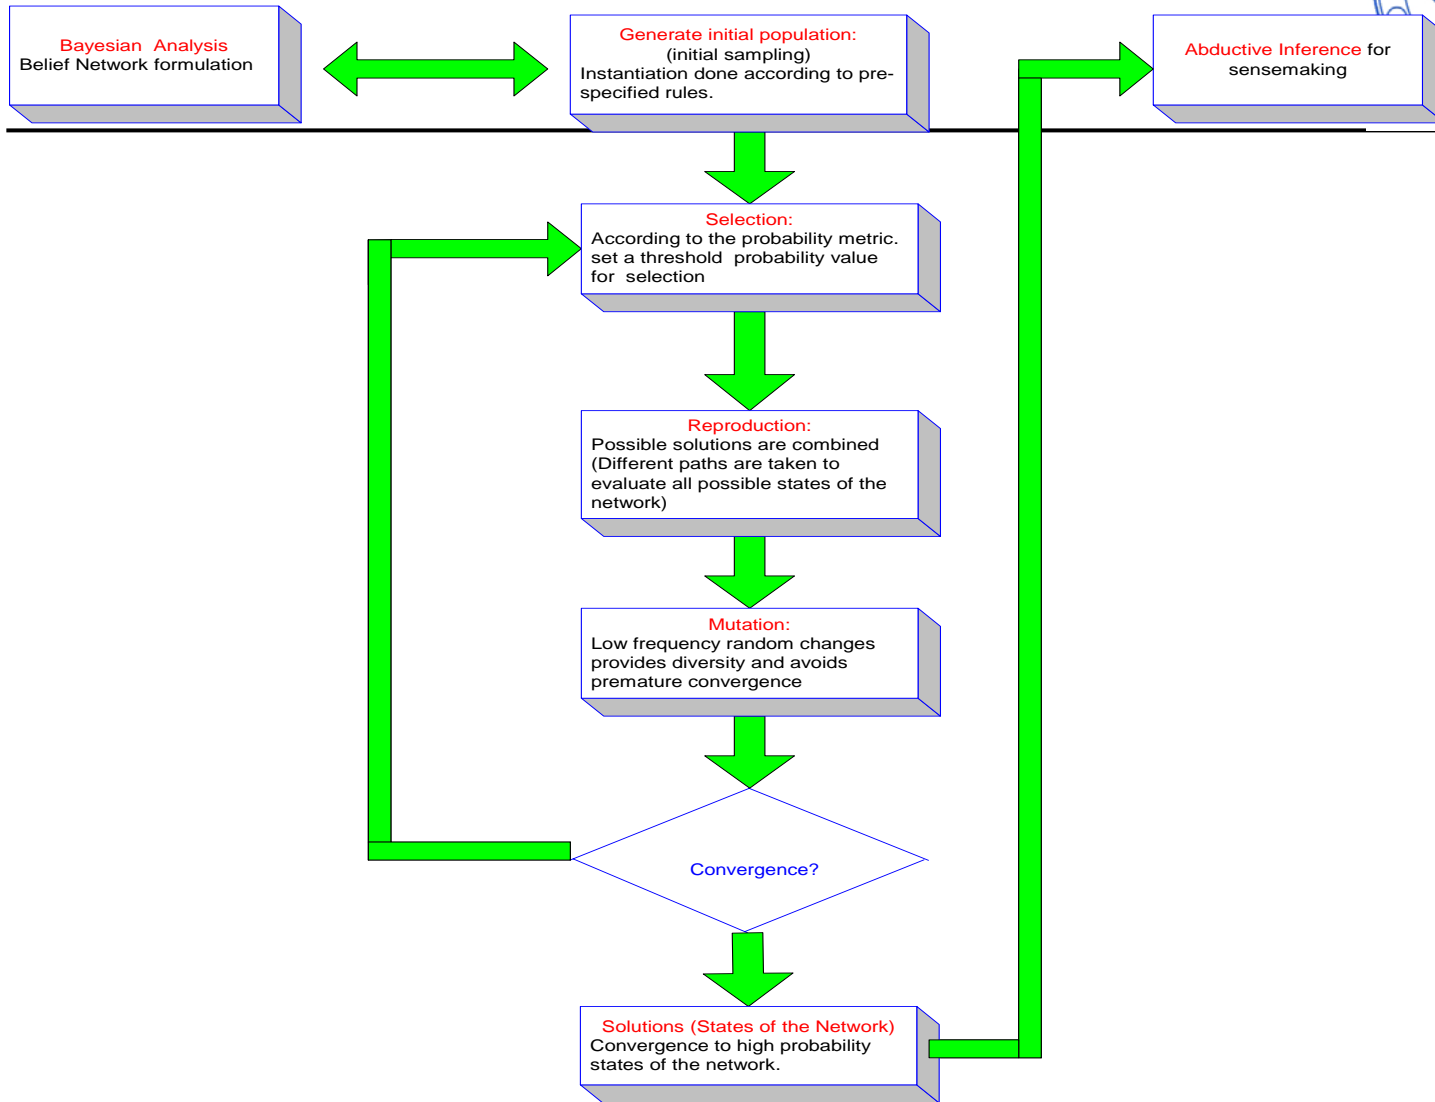 Bayesian Analysis
Belief Network formulation
Generate initial population:
(initial sampling)
Instantiation done according to pre-
specified rules.
Abductive Inference for
sensemaking
Selection:
According to the probability metric.
set a threshold probability value
for selection
Reproduction:
Possible solutions are combined
(Different paths are taken to
evaluate all possible states of the
network)
Mutation:
Low frequency random changes
provides diversity and avoids
premature convergence
Convergence?
Solutions (States of the Network)
Convergence to high probability
states of the network.